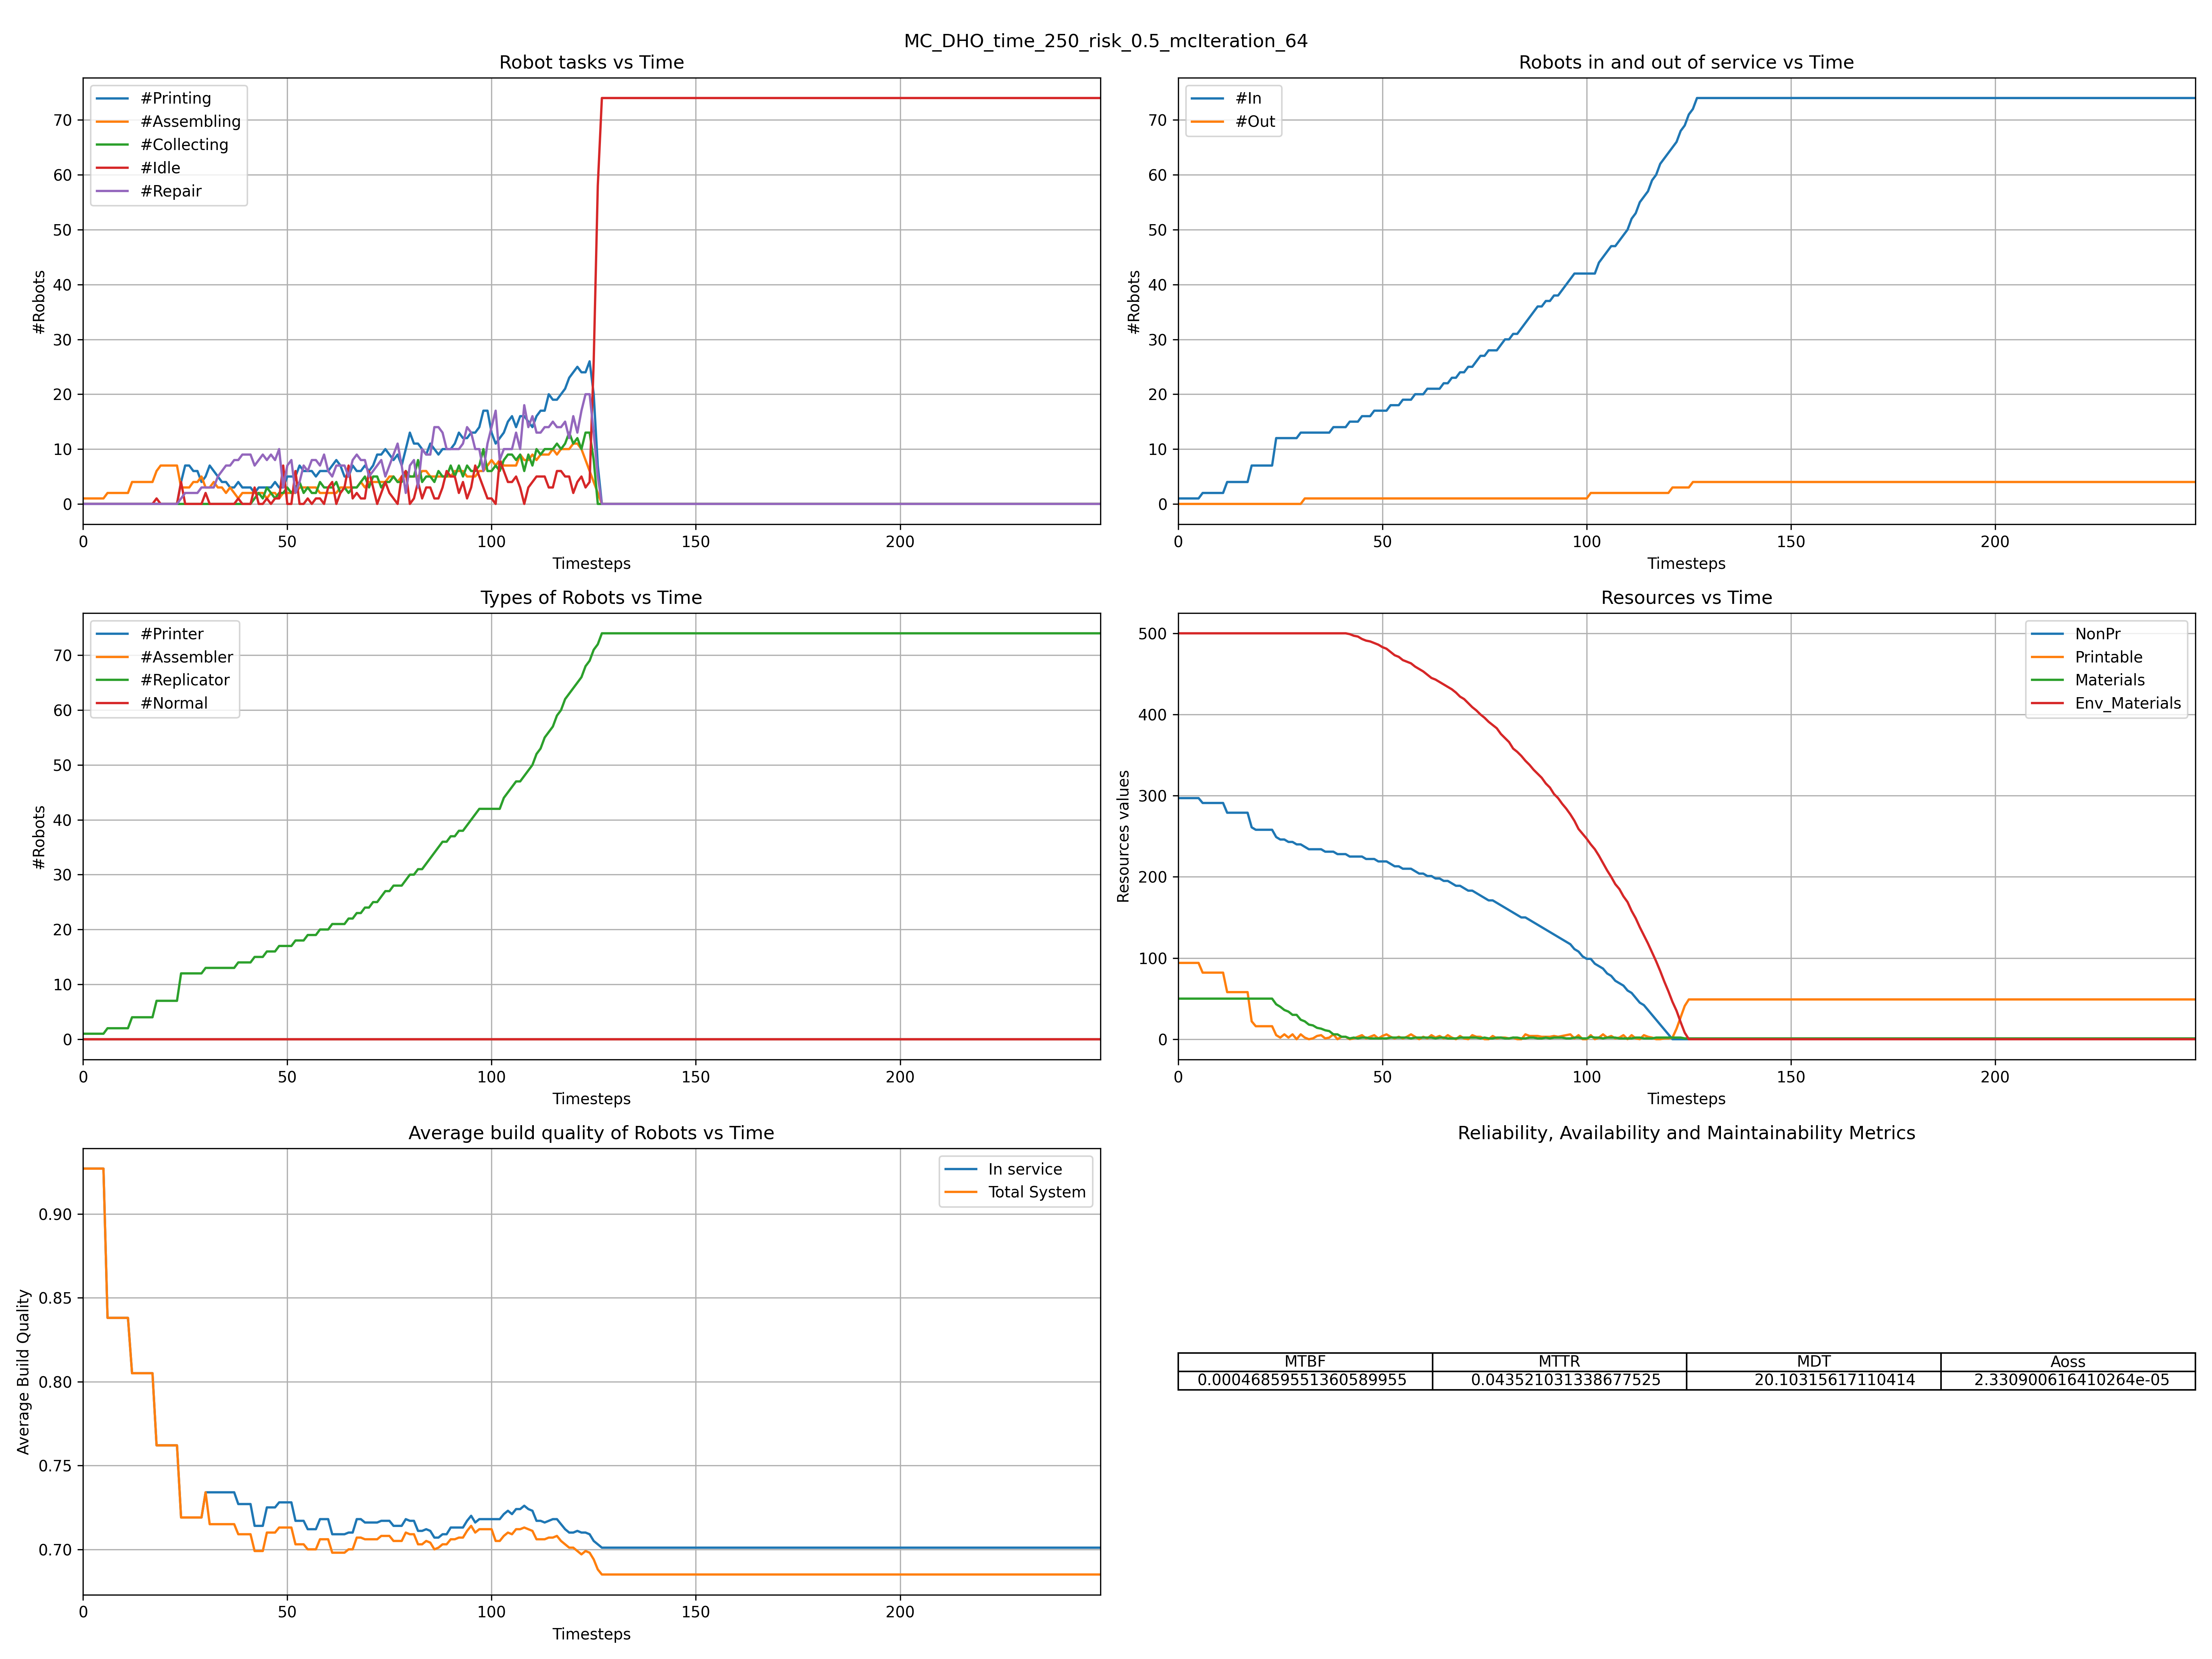 MC_DHO_time_250_risk_0.5_mcIteration_64
Robot tasks vs Time
#Printing
#Assembling
#Collecting
#Idle
#Repair
#Robots
70
60
50
40
30
20
10
0
0 50 100 150 200
Timesteps
Robots in and out of service vs Time
#In
#Out
#Robots
70
60
50
40
30
20
10
0
0 50 100 150 200
Timesteps
Types of Robots vs Time
#Printer
#Assembler
#Replicator
#Normal
#Robots
70
60
50
40
30
20
10
0
0 50 100 150 200
Timesteps
Resources vs Time
NonPr
Printable
Materials
Env_Materials
Resources values
500
400
300
200
100
0
0 50 100 150 200
Timesteps
Average build quality of Robots vs Time
In service
Total System
Average Build Quality
0.90
0.85
0.80
0.75
0.70
0 50 100 150 200
Timesteps
Reliability, Availability and Maintainability Metrics
MTBF MTTR MDT Aoss
0.00046859551360589955 0.043521031338677525 20.10315617110414 2.330900616410264e-05